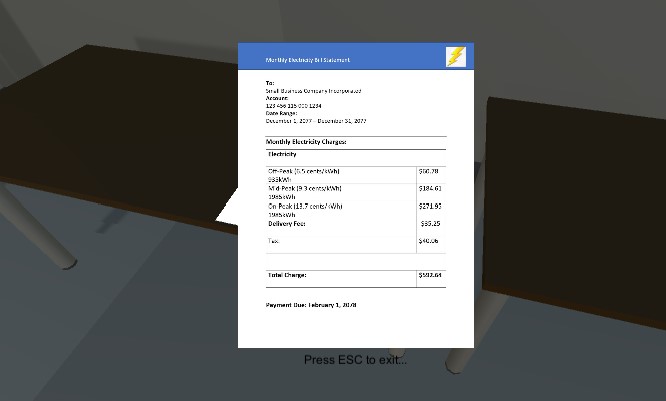 Monthly Electricity Bill Statement
To:
Small Business Company Incorporated
Account:
123 456 115 000 1234
Date Range:
December 1, 2077 – December 31, 2077
Monthly Electricity Charges:
Electricity
Off-Peak (6.5 cents/kWh) $60.78
935kWh
Mid-Peak (9.3 cents/kWh) $184.61
1985kWh
On-Peak (13.7 cents/kWh) $271.95
1985kWh
Delivery Fee: $35.25
Tax: $40.06
Total Charge: $592.64
Payment Due: February 1, 2078
Press ESC to exit...